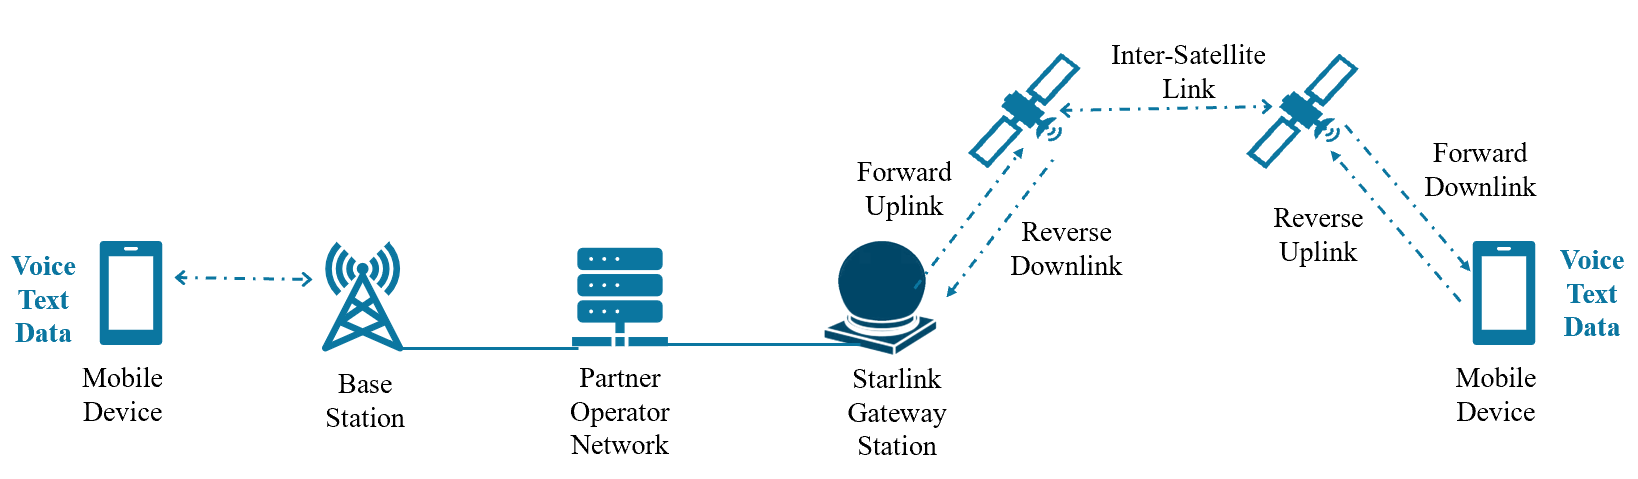 Inter-Satellite
Link
Forward
Uplink
Reverse
Downlink
Forward
Downlink
Reverse
Uplink
Voice
Text
Data
Mobile
Device
Base
Station
Partner
Operator
Network
Starlink
Gateway
Station
Mobile
Device
Voice
Text
Data